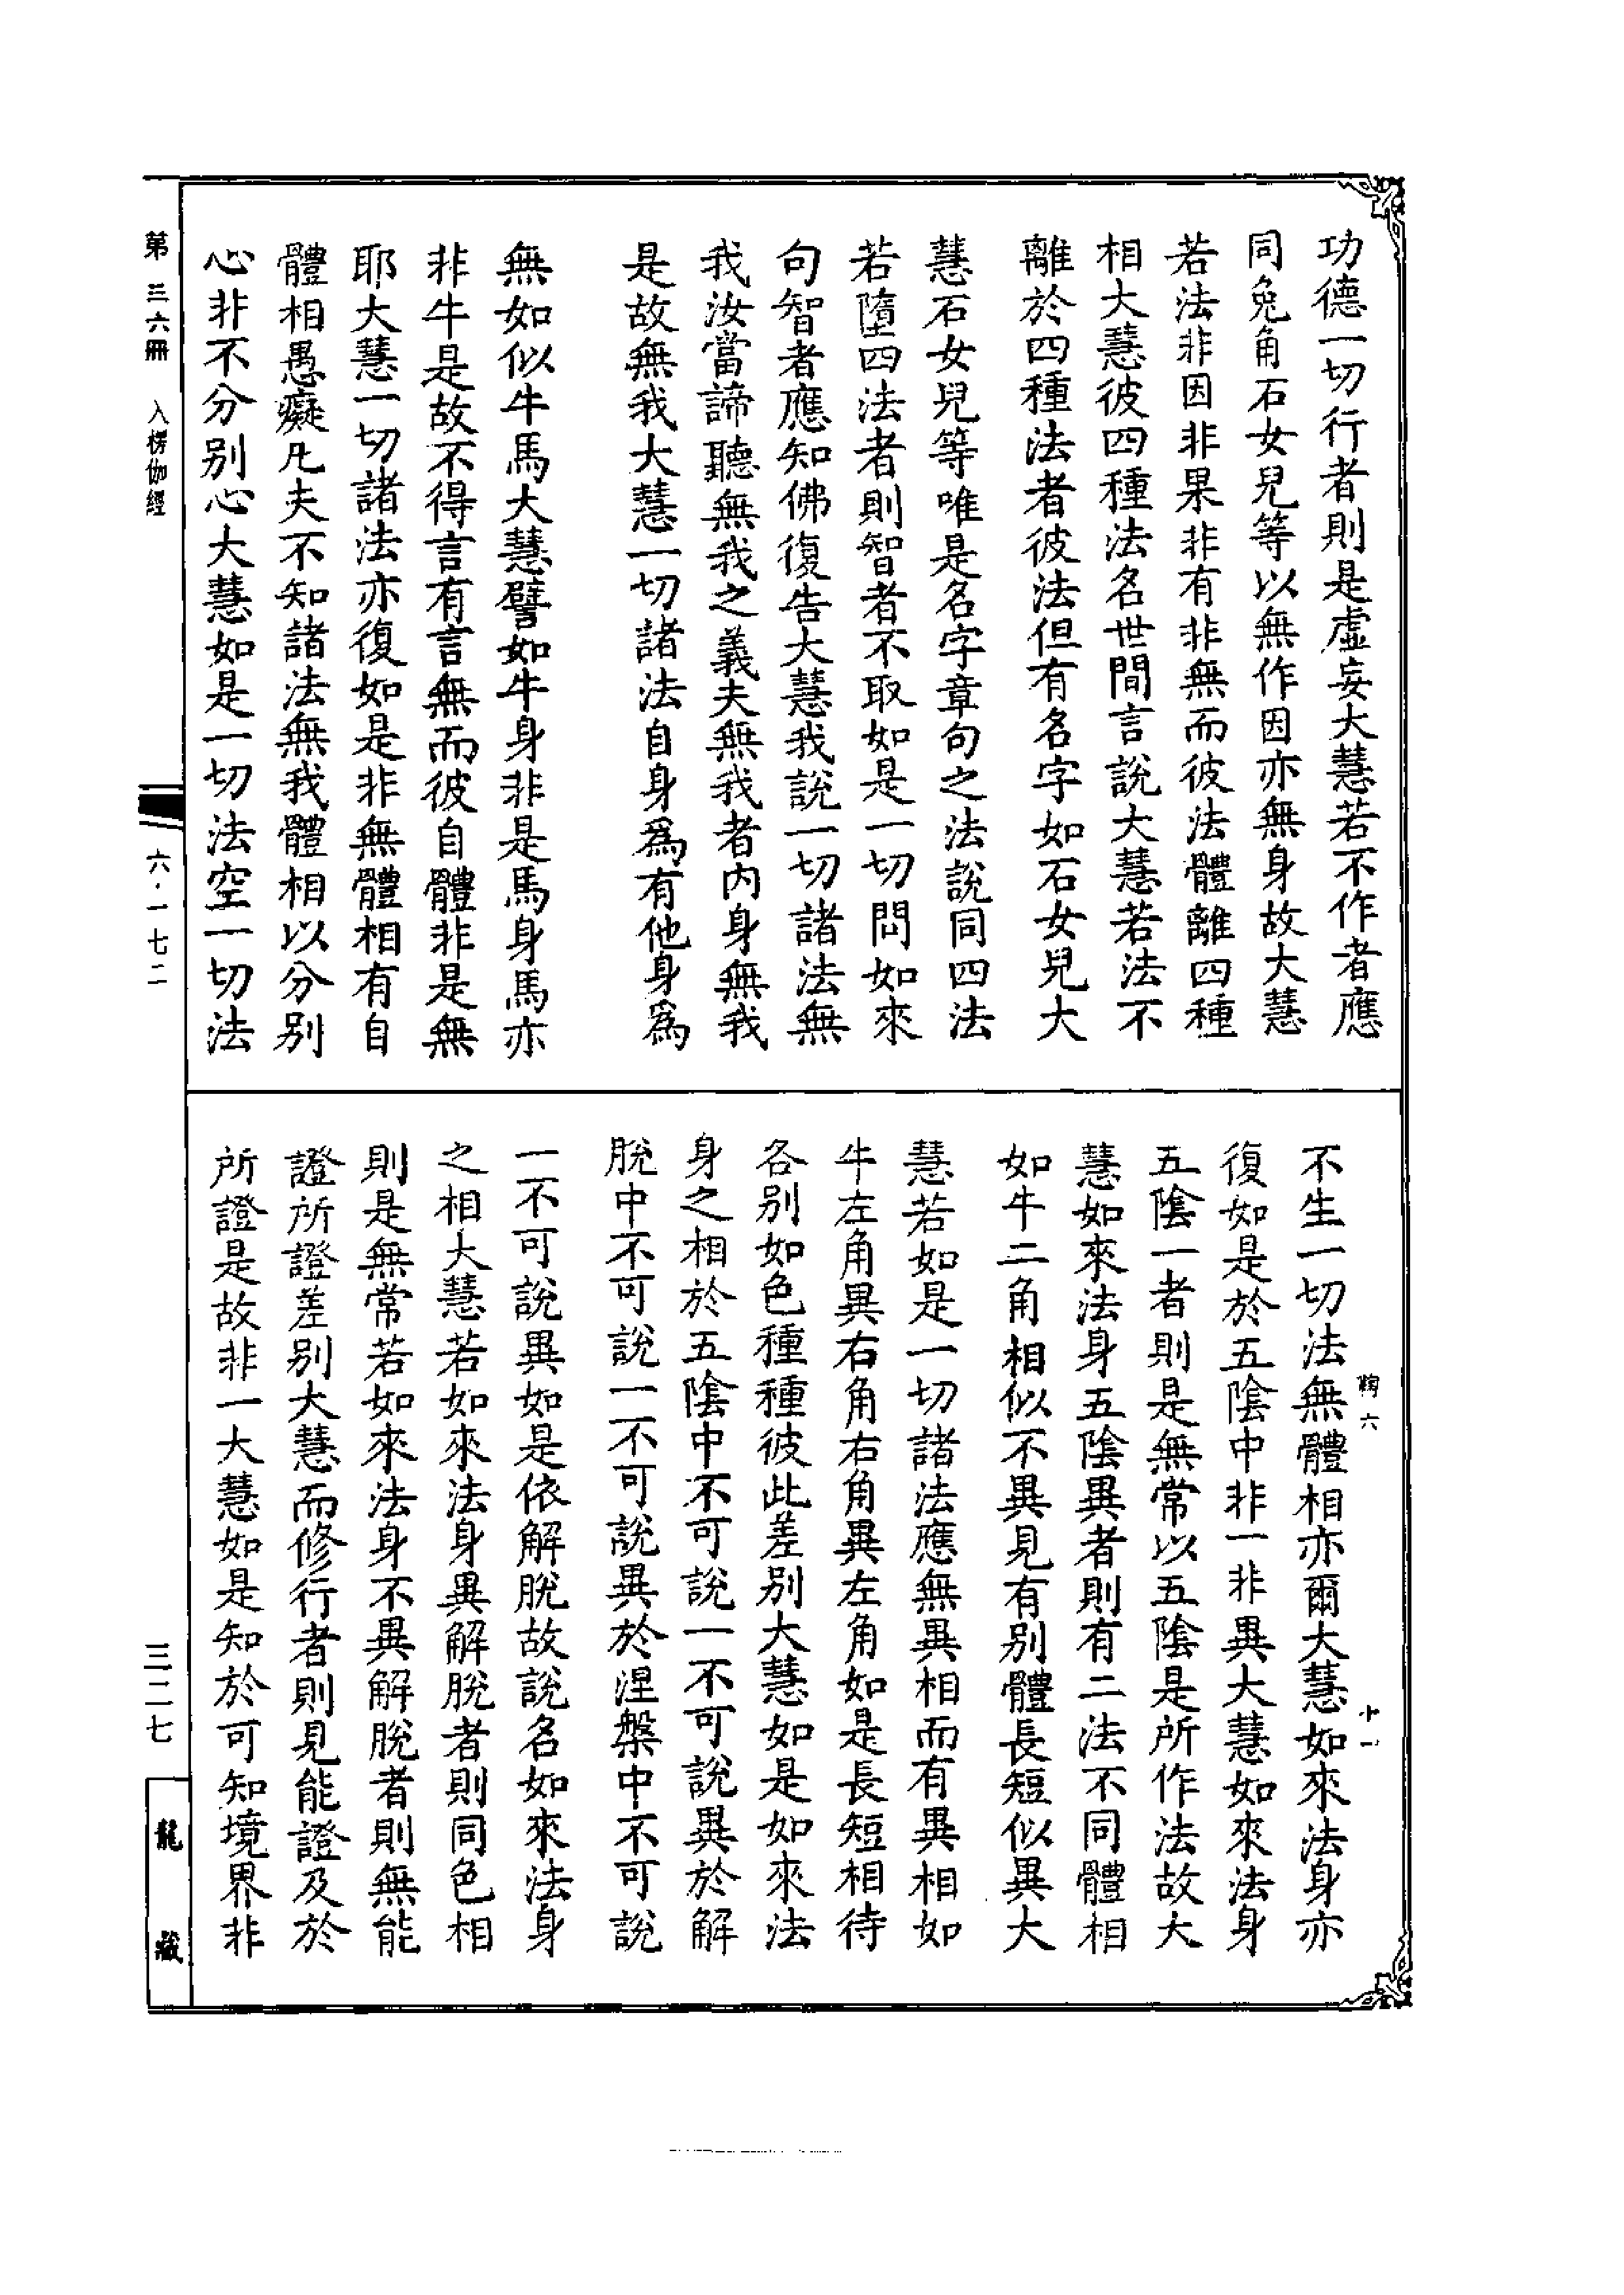 功德一切行者則是虛妄大慧若不作者應
同兔角石女兒等以無作因亦無身故大慧
若法非因非果非有非無而彼法體離四種
相大慧彼四種法名世間言說大慧若法不
離於四種法者彼法但有名字如石女兒大
慧石女兒等唯是名字章句之法說同四法
若墮四法者則智者不取如是一切問如來
句智者應知佛復告大慧我說一切諸法無
我汝當諦聽無我之義夫無我者內身無我
是故無我大慧一切諸法自身爲有他身爲
無如似牛馬大慧譬如牛身非是馬身馬亦
非牛是故不得言有言無而彼自體非是無
耶大慧一切諸法亦復如是非無體相有自
體相愚癡凡夫不知諸法無我體相以分別
心非不分別心大慧如是一切法空一切法
不生一切法無體相亦爾大慧如來法身亦
復如是於五陰中非一非異大慧如來法身
五陰一者則是無常以五陰是所作法故大
慧如來法身五陰異者則有二法不同體相
如牛二角相似不異見有別體長短似異大
慧若如是一切諸法應無異相而有異相如
牛左角異右角右角異左角如是長短相待
各別如色種種彼此差別大慧如是如來法
身之相於五陰中不可說一不可說異於解
脫中不可說一不可說異於涅槃中不可說
一不可說異如是依解脫故說名如來法身
之相大慧若如來法身異解脫者則同色相
則是無常若如來法身不異解脫者則無能
證所證差別大慧而修行者則見能證及於
所證是故非一大慧如是知於可知境界非
鞠六
十一
第三六冊 入楞伽經
六·一七二
三二七
龍藏